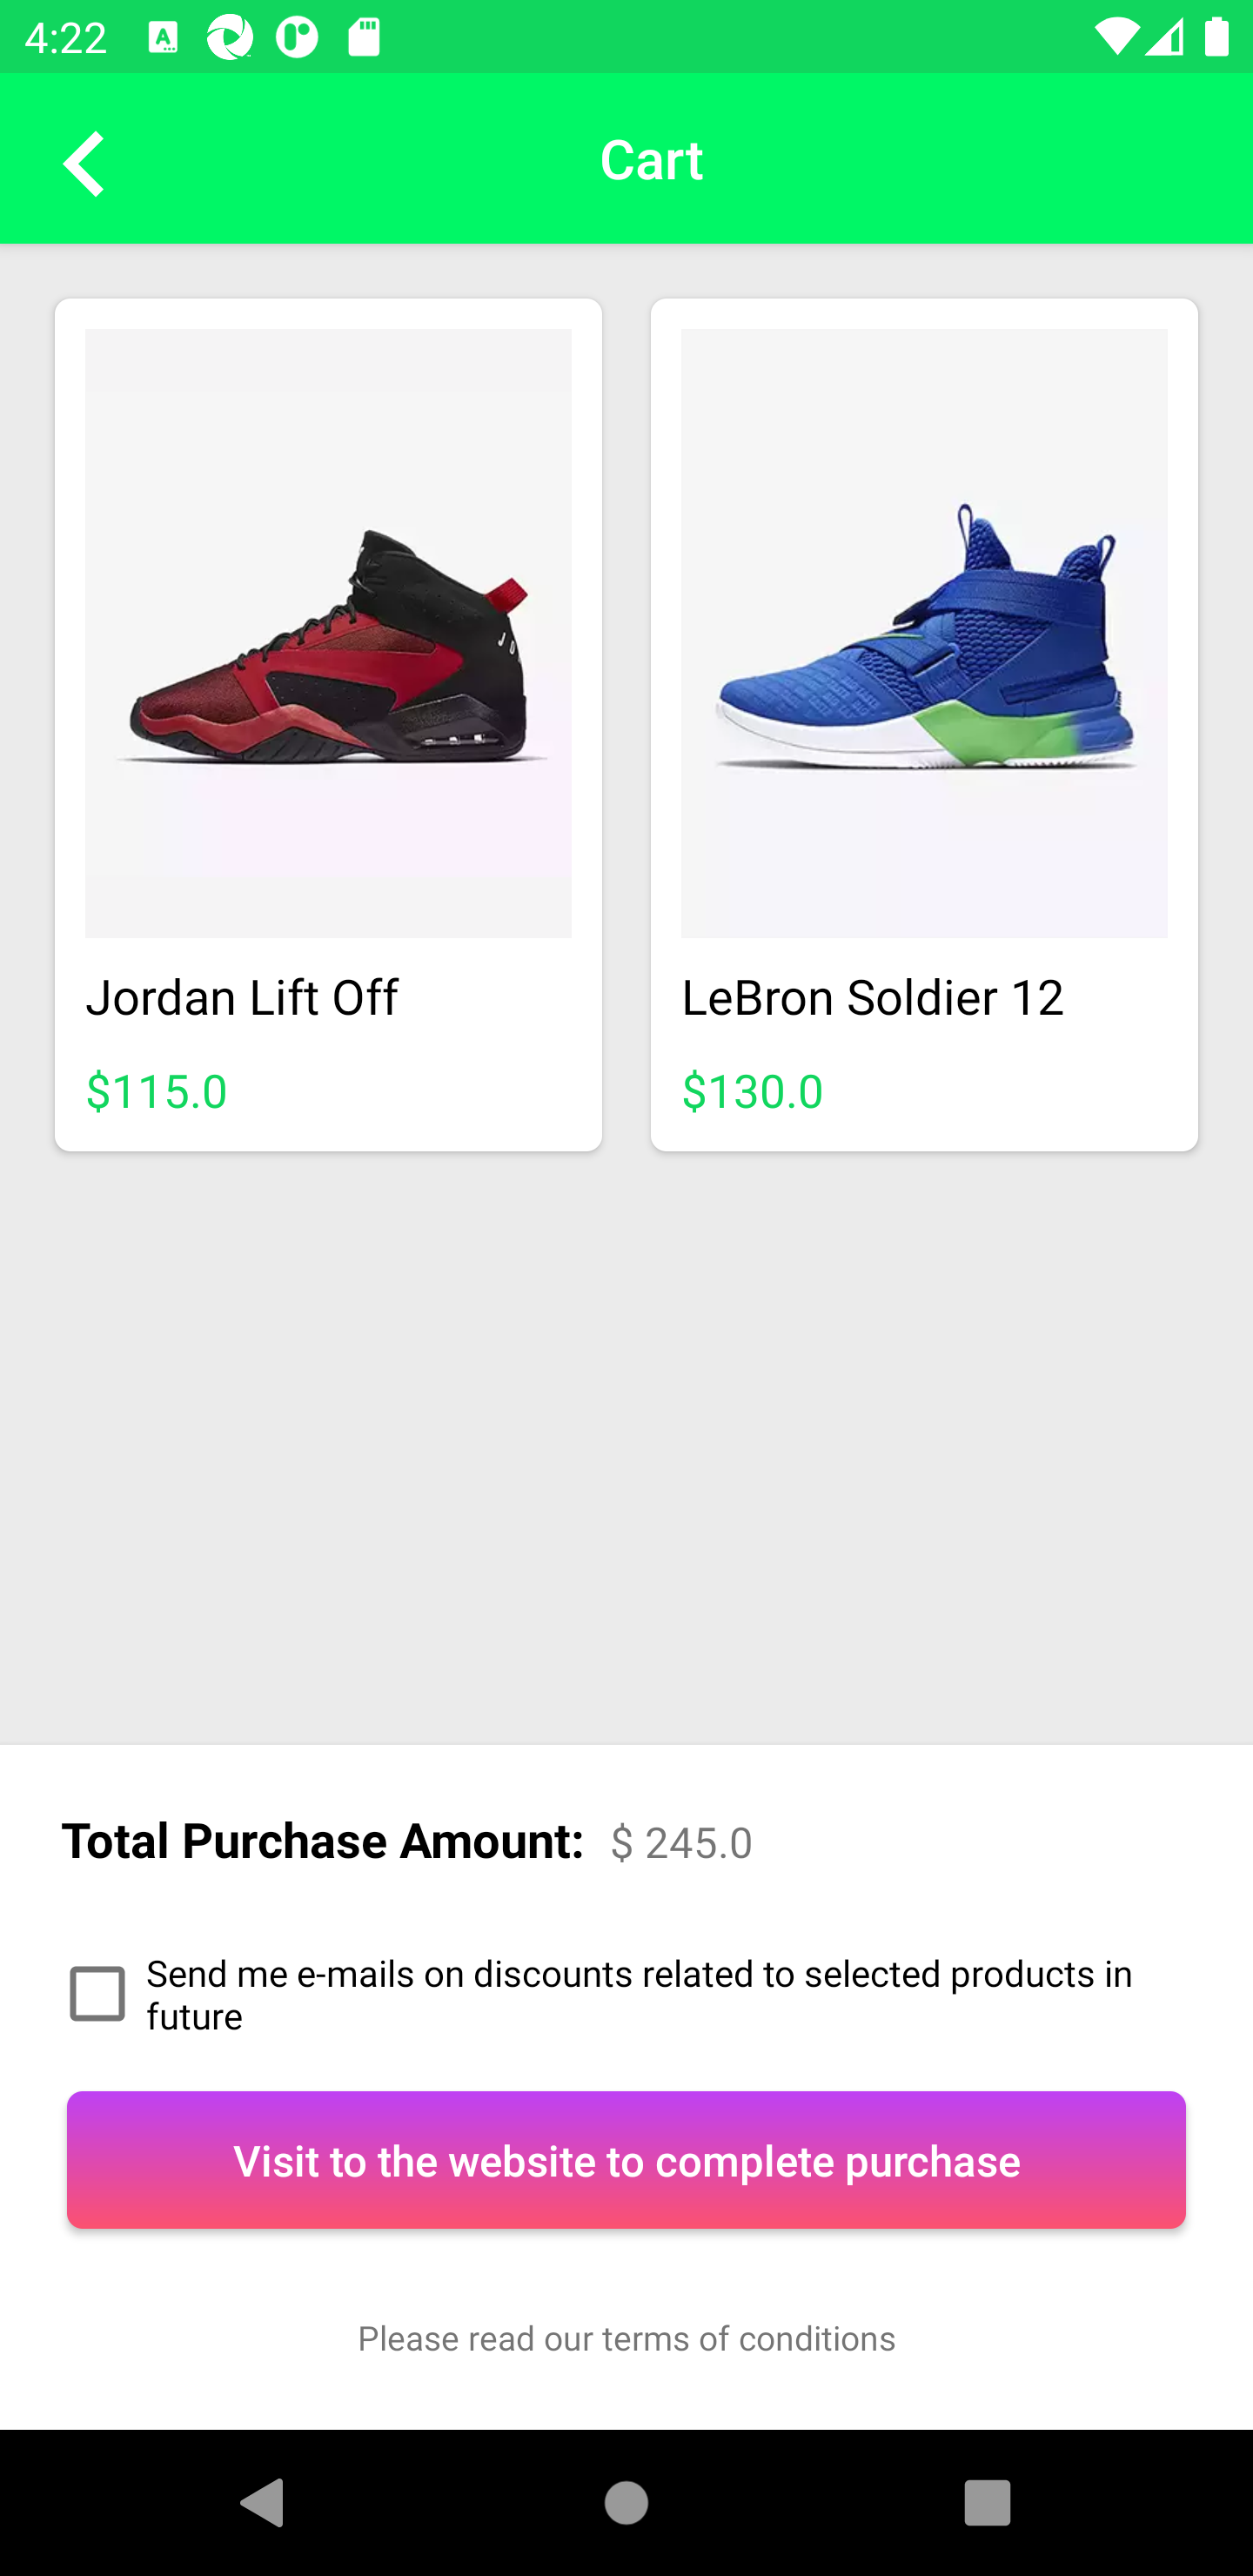 4:22
Cart
Jordan Lift Off
$115.0
LeBron Soldier 12
$130.0
Total Purchase Amount: $ 245.0
Send me e-mails on discounts related to selected products in
future
Visit to the website to complete purchase
Please read our terms of conditions